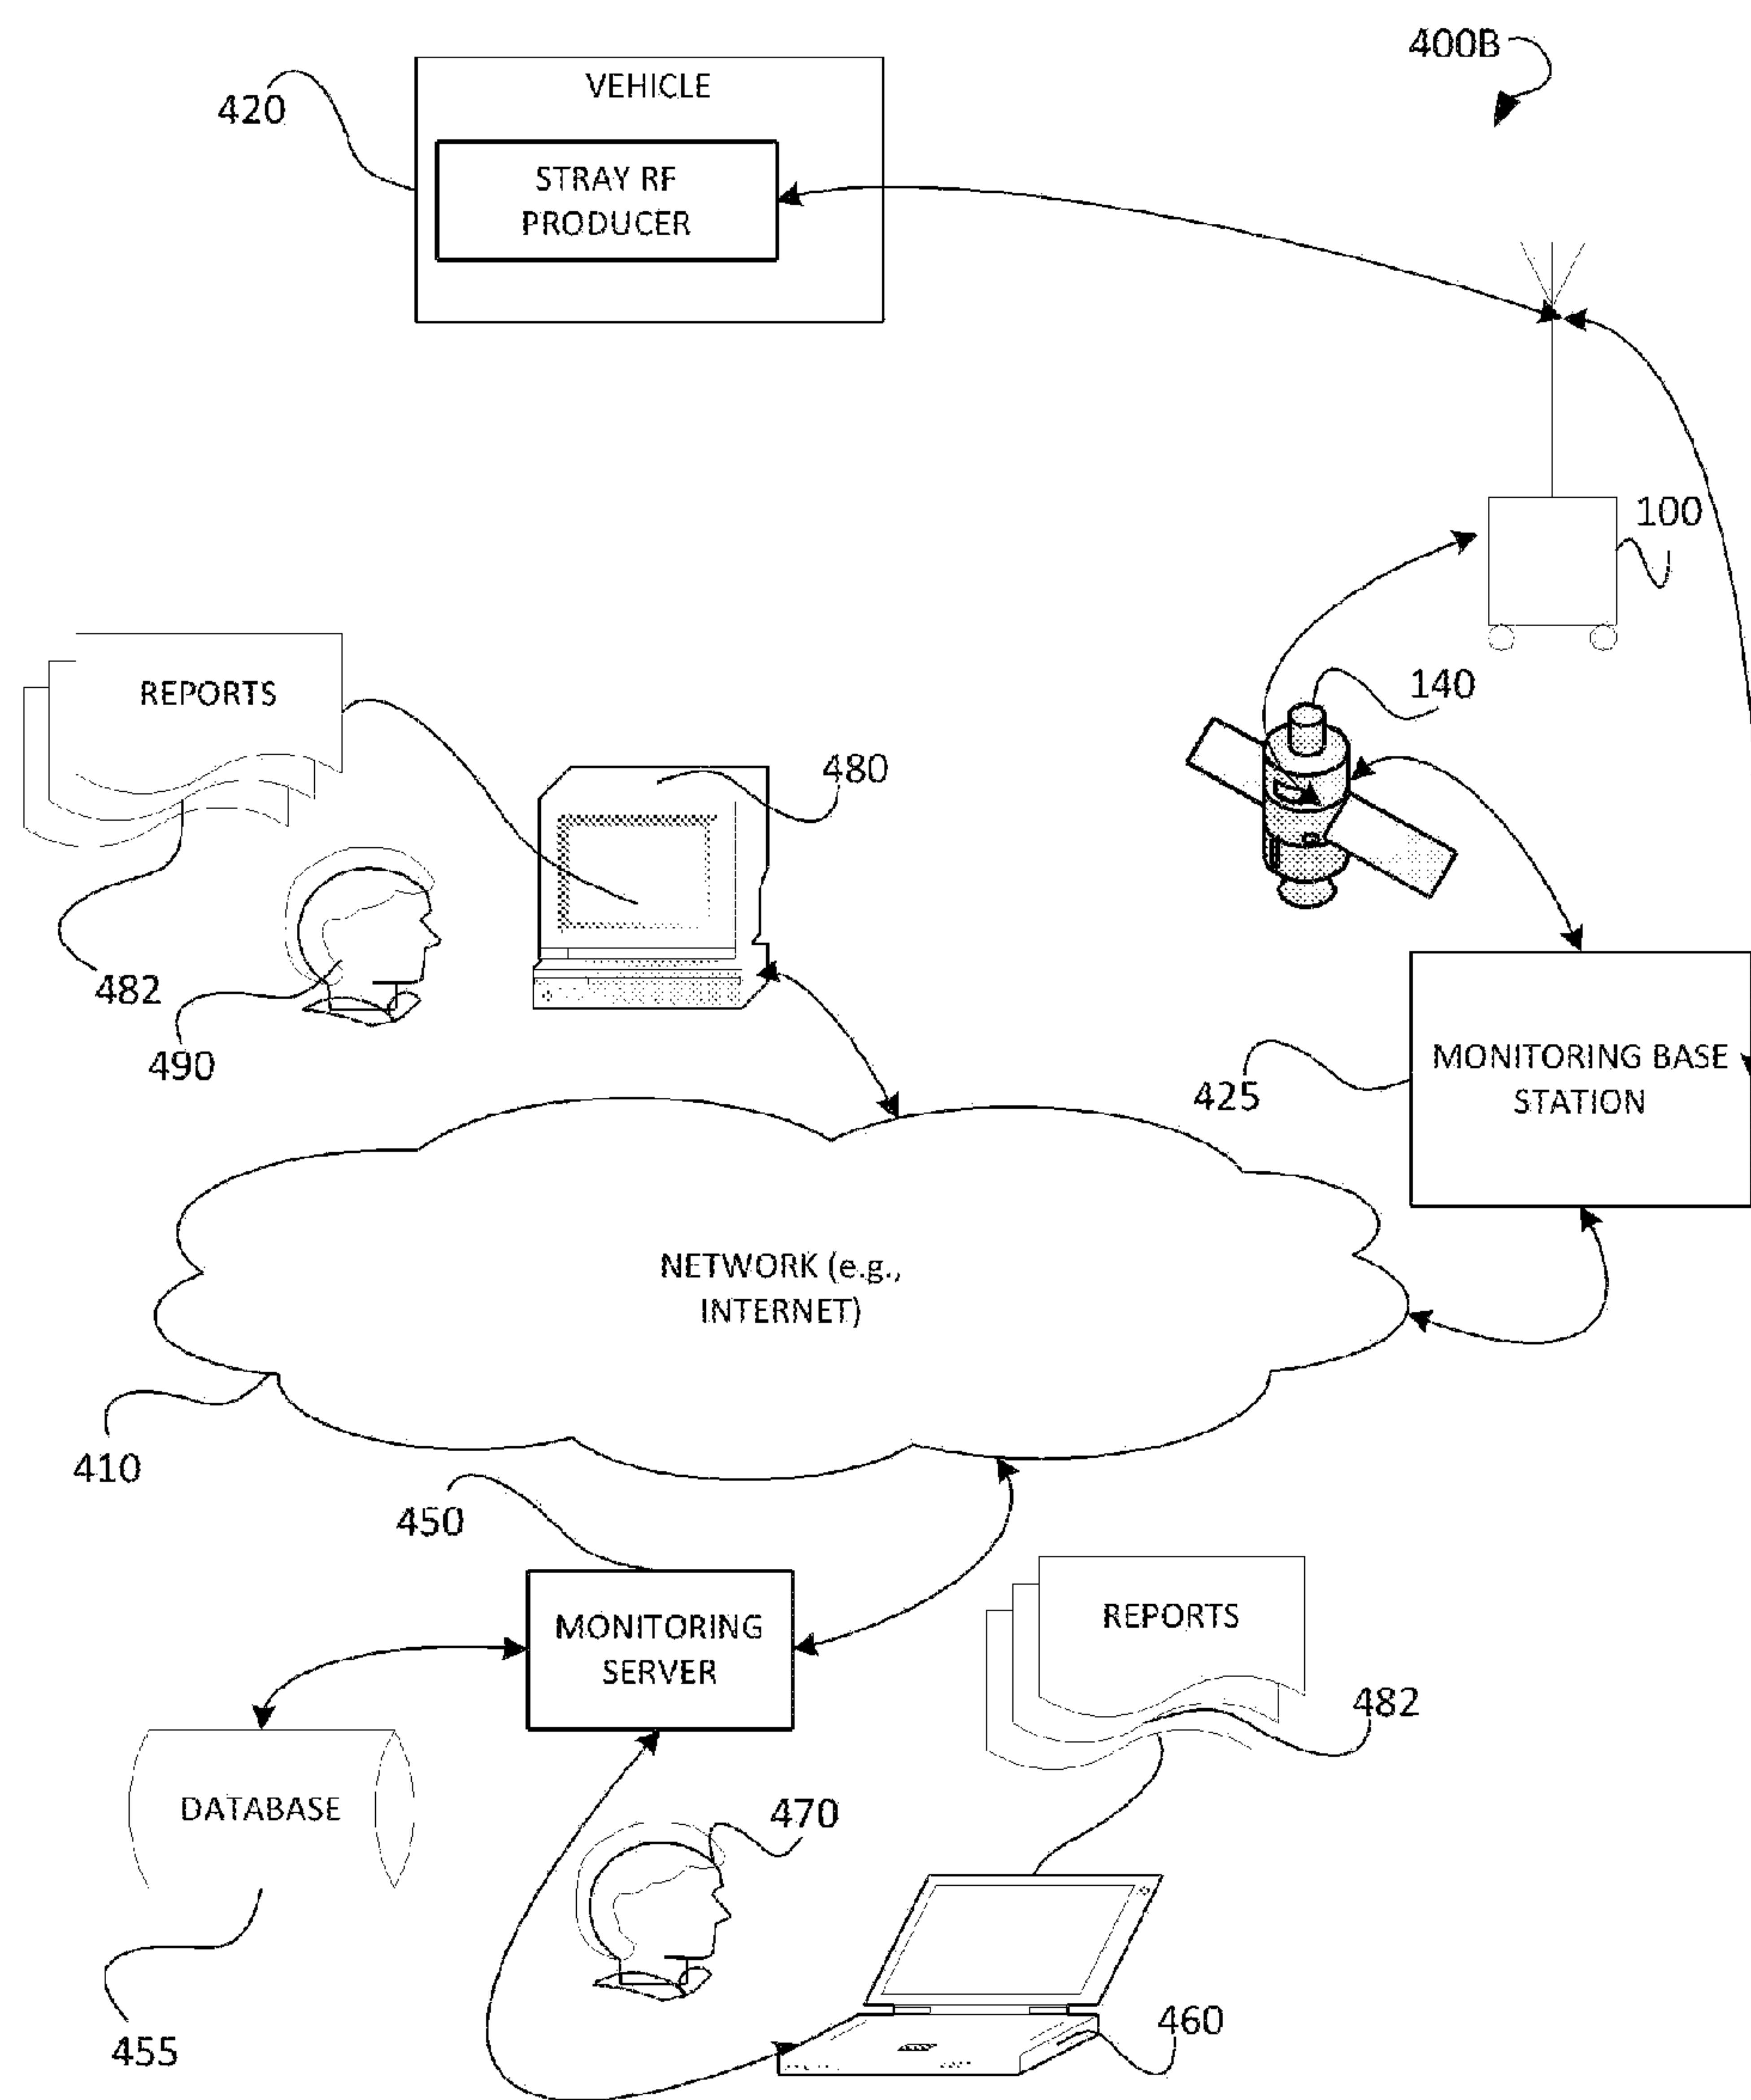 400B
420
VEHICLE
STRAY RF
PRODUCER
100
140
REPORTS
480
482
490
425
MONITORING BASE
STATION
NETWORK (e.g.,
INTERNET)
410
450
MONITORING
SERVER
REPORTS
482
470
DATABASE
455
460